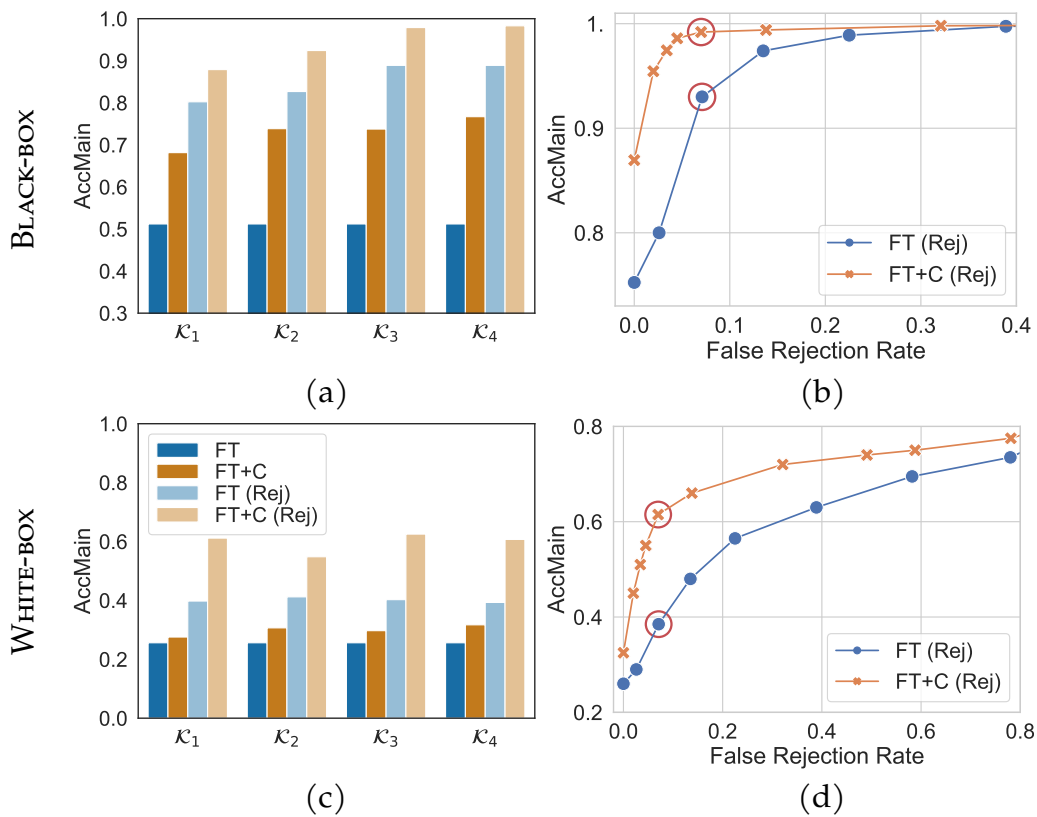 BLACK-BOX
AccMain
1.0
0.9
0.8
0.7
0.6
0.5
0.4
0.3
𝒦₁ 𝒦₂ 𝒦₃ 𝒦₄
(a)
AccMain
1.
0.9
0.8
FT (Rej)
FT+C (Rej)
0.0 0.1 0.2 0.3 0.4
False Rejection Rate
(b)
WHITE-BOX
AccMain
1.0
0.8
0.6
0.4
0.2
0.0
FT
FT+C
FT (Rej)
FT+C (Rej)
𝒦₁ 𝒦₂ 𝒦₃ 𝒦₄
(c)
AccMain
0.8
0.6
0.4
0.2
FT (Rej)
FT+C (Rej)
0.0 0.2 0.4 0.6 0.8
False Rejection Rate
(d)